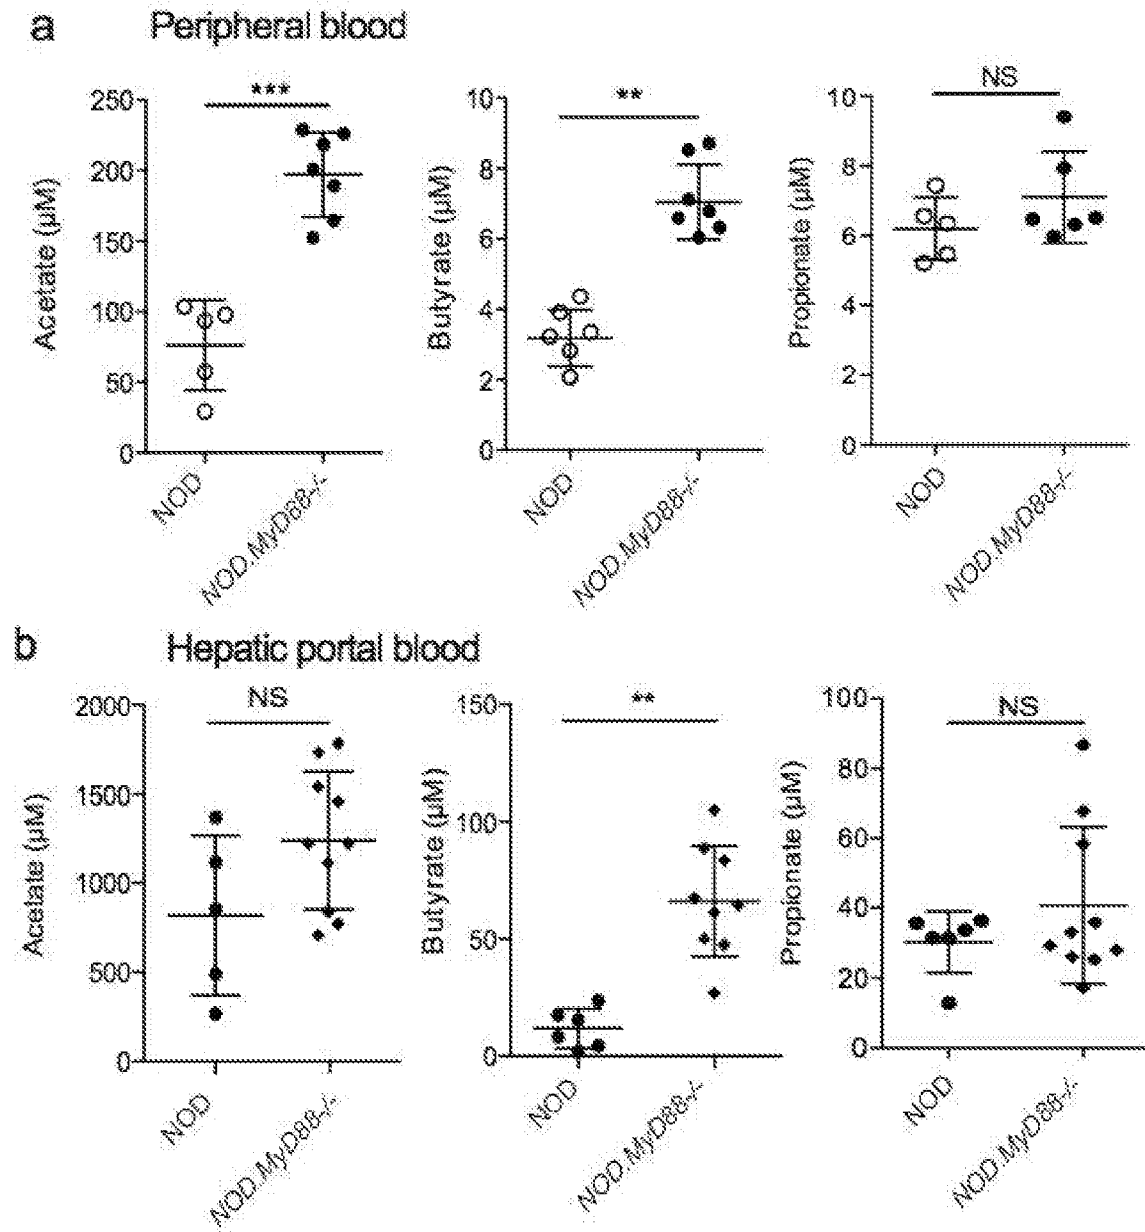 a Peripheral blood
***
Acetate (µM)
250
200
150
100
50
0
NOD
NOD.MyD88-/-
**
Butyrate (µM)
10
8
6
4
2
0
NOD
NOD.MyD88-/-
NS
Propionate (µM)
10
8
6
4
2
0
NOD
NOD.MyD88-/-
b Hepatic portal blood
NS
Acetate (µM)
2000
1500
1000
500
0
NOD
NOD.MyD88-/-
**
Butyrate (µM)
150
100
50
0
NOD
NOD.MyD88-/-
NS
Propionate (µM)
100
80
60
40
20
0
NOD
NOD.MyD88-/-